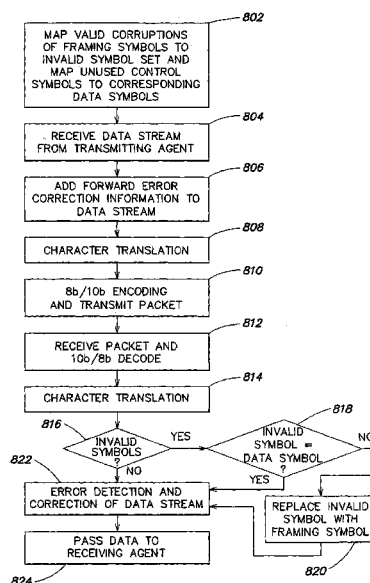 802
MAP VALID CORRUPTIONS
OF FRAMING SYMBOLS TO
INVALID SYMBOL SET AND
MAP UNUSED CONTROL
SYMBOLS TO CORRESPONDING
DATA SYMBOLS
804
RECEIVE DATA STREAM
FROM TRANSMITTING AGENT
806
ADD FORWARD ERROR
CORRECTION INFORMATION TO
DATA STREAM
808
CHARACTER TRANSLATION
810
8b/10b ENCODING
AND TRANSMIT PACKET
812
RECEIVE PACKET AND
10b/8b DECODE
814
CHARACTER TRANSLATION
816
INVALID
SYMBOLS
?
YES
NO
818
INVALID
SYMBOL =
DATA SYMBOL
?
NO
YES
822
ERROR DETECTION AND
CORRECTION OF DATA STREAM
REPLACE INVALID
SYMBOL WITH
FRAMING SYMBOL
820
PASS DATA TO
RECEIVING AGENT
824